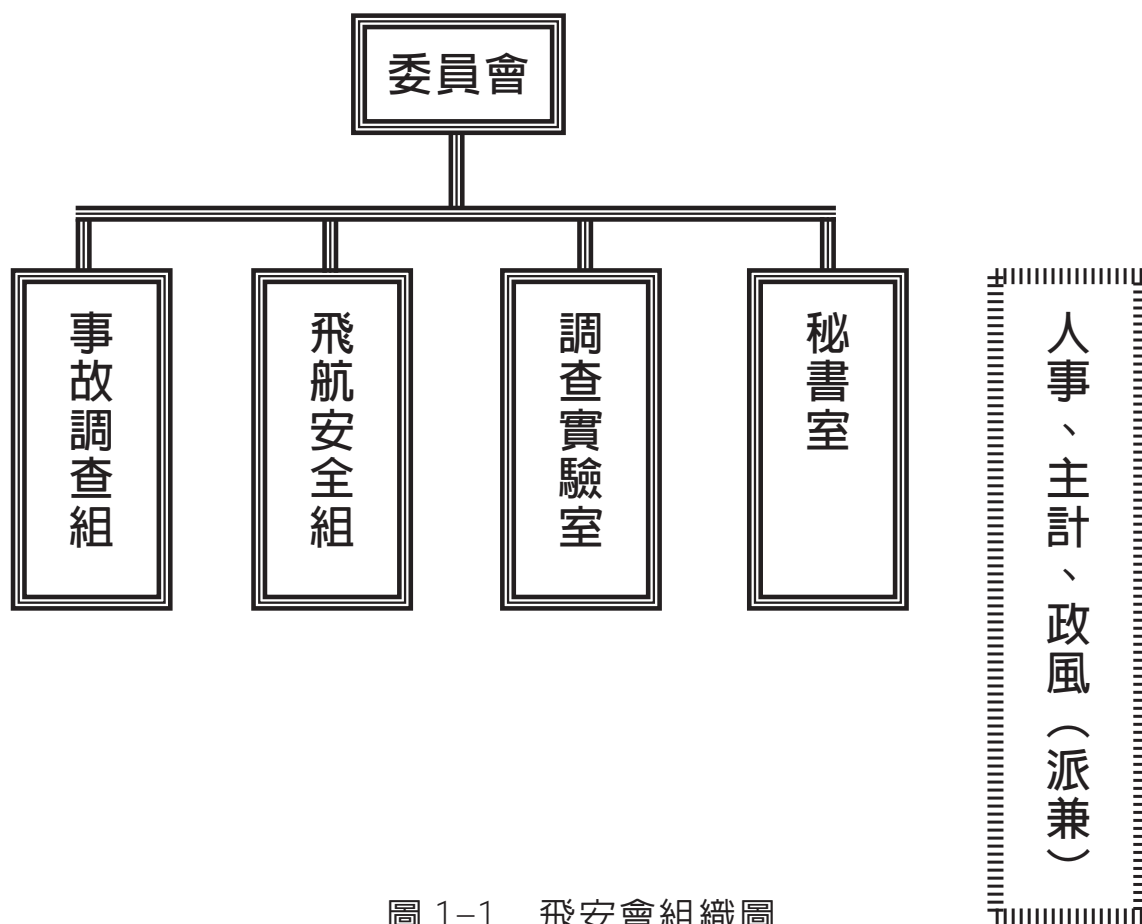 委員會
事故調查組
飛航安全組
調查實驗室
秘書室
人事、主計、政風（派兼）
圖 1–1 飛安會組織圖